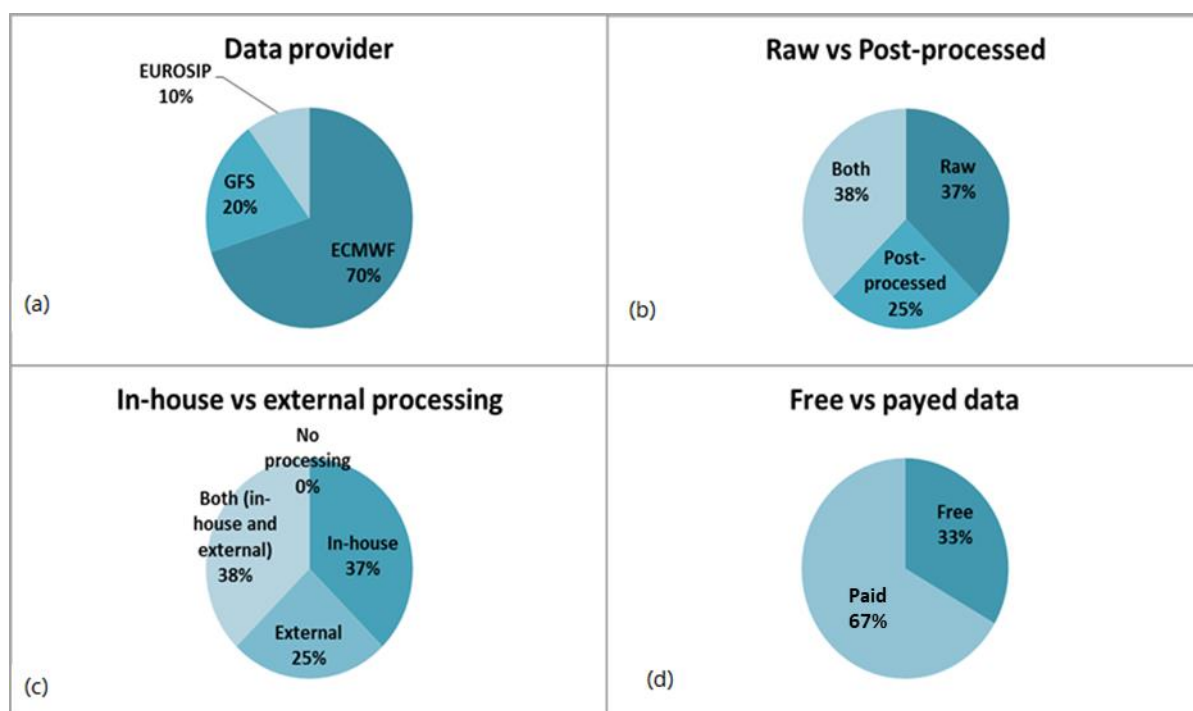 Data provider
EUROSIP
10%
GFS
20%
ECMWF
70%
(a)
Raw vs Post-processed
Both
38%
Raw
37%
Post-
processed
25%
(b)
In-house vs external processing
No
processing
0%
Both (in-
house and
external)
38%
In-house
37%
External
25%
(c)
Free vs payed data
Free
33%
Paid
67%
(d)